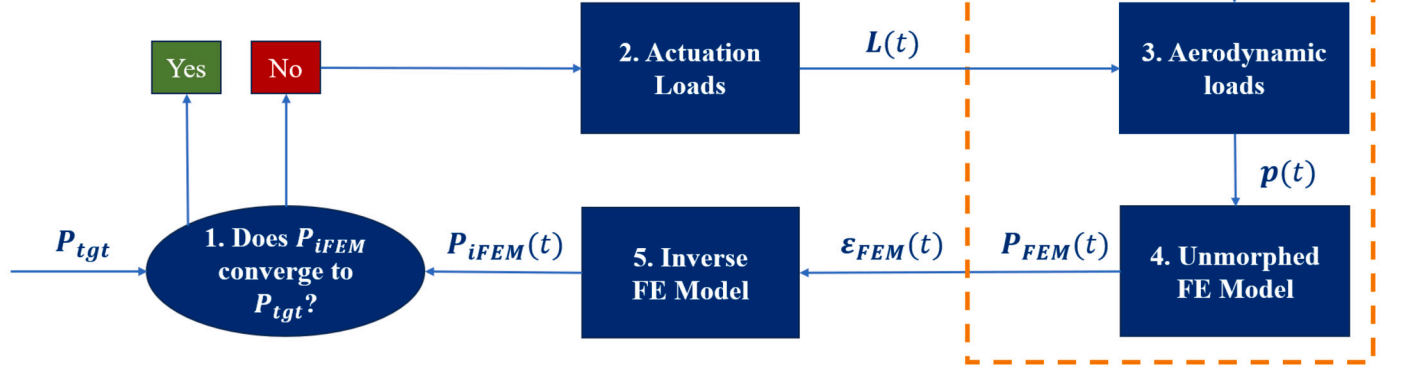 Yes
No
2. Actuation
Loads
L(t)
3. Aerodynamic
loads
p(t)
P_tgt
1. Does P_iFEM
converge to
P_tgt?
P_iFEM(t)
5. Inverse
FE Model
ε_FEM(t)
P_FEM(t)
4. Unmorphed
FE Model